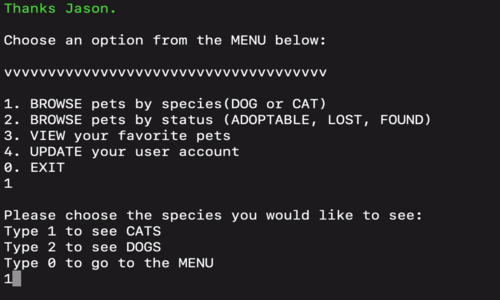 Thanks Jason.
Choose an option from the MENU below:
vvvvvvvvvvvvvvvvvvvvvvvvvvvvvvvvvvvvv
1. BROWSE pets by species(DOG or CAT)
2. BROWSE pets by status (ADOPTABLE, LOST, FOUND)
3. VIEW your favorite pets
4. UPDATE your user account
0. EXIT
1
Please choose the species you would like to see:
Type 1 to see CATS
Type 2 to see DOGS
Type 0 to go to the MENU
1